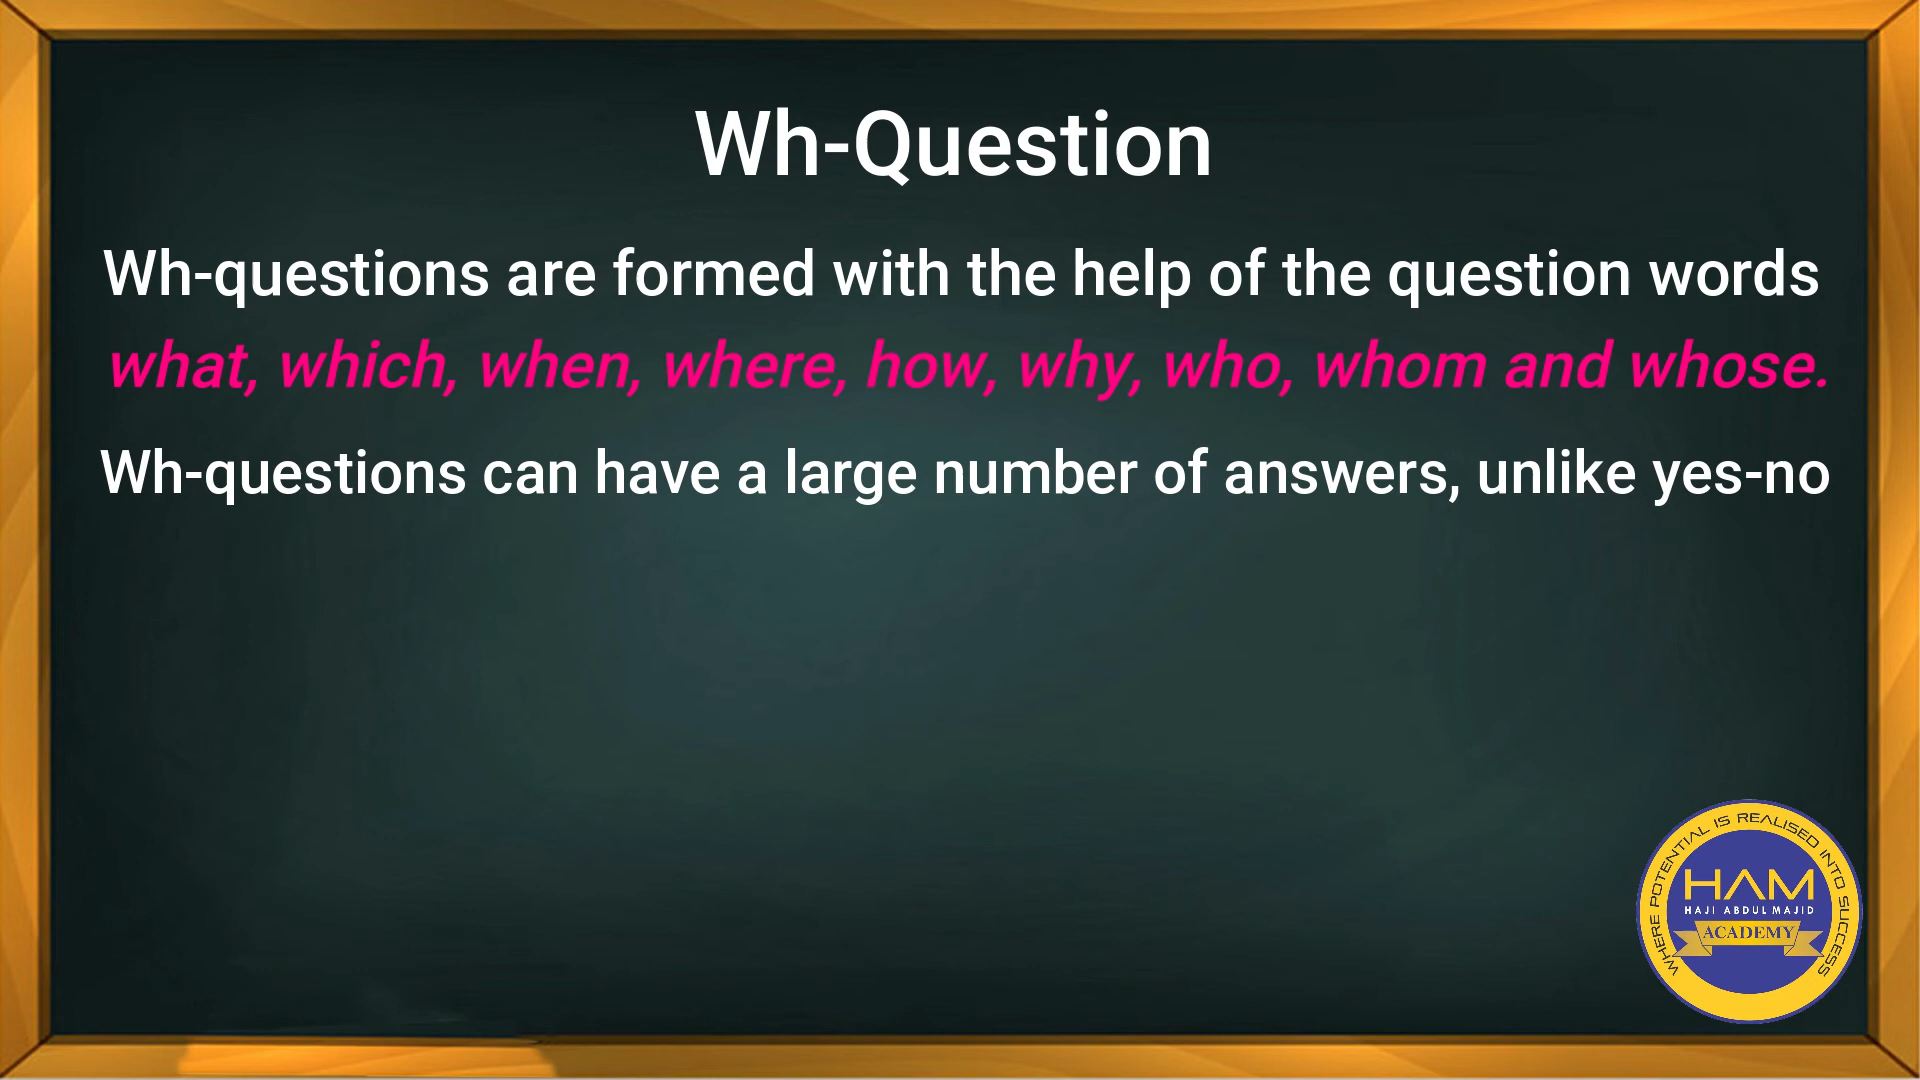 Wh-Question
Wh-questions are formed with the help of the question words
what, which, when, where, how, why, who, whom and whose.
Wh-questions can have a large number of answers, unlike yes-no
WHERE POTENTIAL IS REALISED INTO SUCCESS
HAM
HAJI ABDUL MAJID
ACADEMY